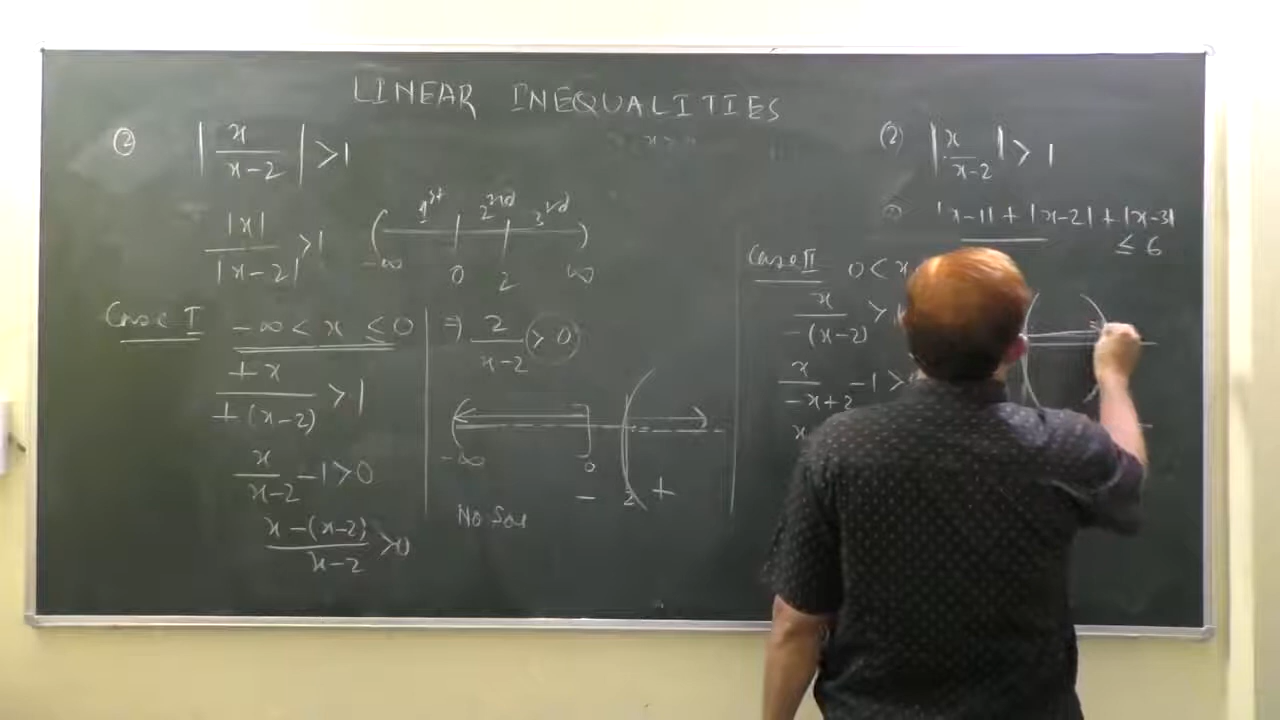 LINEAR INEQUALITIES
② |x/(x-2)| > 1
|x|/|x-2| > 1
1st 2nd 3rd
-∞ 0 2 ∞
Case I -∞ < x ≤ 0
+x/+(x-2) > 1
x/(x-2) -1 > 0
x-(x-2)/(x-2) > 0
⇒ 2/(x-2) > 0
-∞ 0 2
- +
No Sol
(2) |x/(x-2)| > 1
|x-1| + |x-2| + |x-3|
≤ 6
Case II 0 < x
x/-(x-2) >
x/(-x+2) -1 >
x